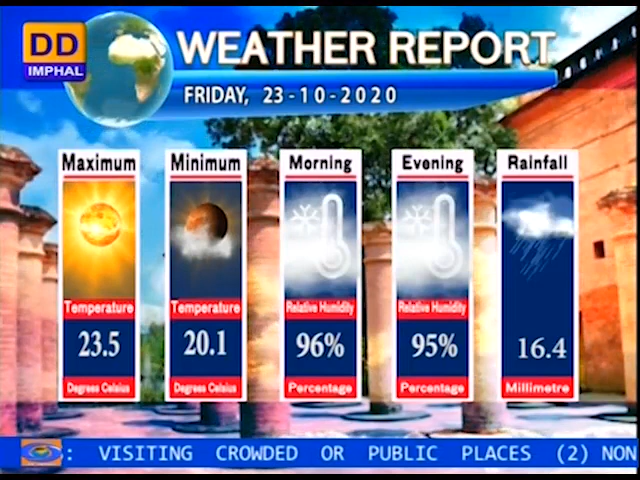 DD
IMPHAL
WEATHER REPORT
FRIDAY, 23-10-2020
Maximum
Temperature
23.5
Degrees Celsius
Minimum
Temperature
20.1
Degrees Celsius
Morning
Relative Humidity
96%
Percentage
Evening
Relative Humidity
95%
Percentage
Rainfall
16.4
Millimetre
: VISITING CROWDED OR PUBLIC PLACES (2) NON